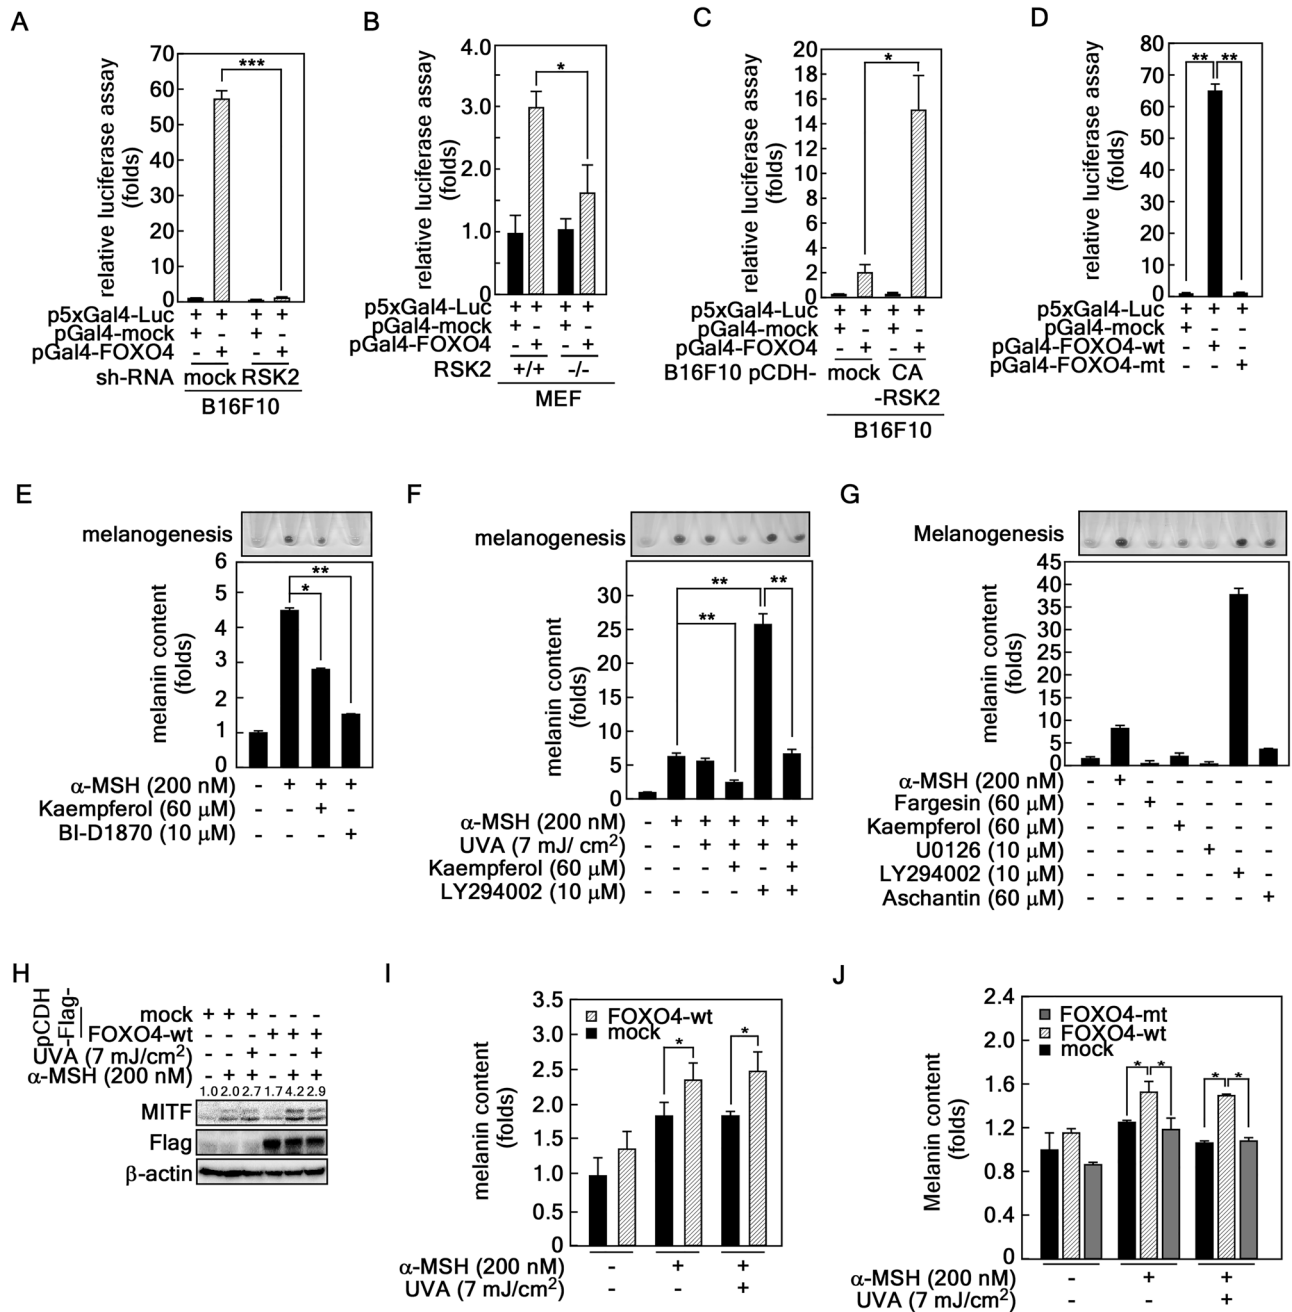 A
relative luciferase assay
(folds)
70
60
50
40
30
20
10
0
***
p5xGal4-Luc + + + +
pGal4-mock + - + -
pGal4-FOXO4 - + - +
sh-RNA mock RSK2
B16F10
B
relative luciferase assay
(folds)
4.0
3.0
2.0
1.0
0
*
p5xGal4-Luc + + + +
pGal4-mock + - + -
pGal4-FOXO4 - + - +
RSK2 +/+ -/-
MEF
C
relative luciferase assay
(folds)
20
18
16
14
12
10
8
6
4
2
0
*
p5xGal4-Luc + + + +
pGal4-mock + - + -
pGal4-FOXO4 - + - +
B16F10 pCDH- mock CA
-RSK2
B16F10
D
relative luciferase assay
(folds)
80
70
60
50
40
30
20
10
0
** **
p5xGal4-Luc + + +
pGal4-mock + - -
pGal4-FOXO4-wt - + -
pGal4-FOXO4-mt - - +
E
melanogenesis
melanin content
(folds)
6
5
4
3
2
1
0
**
*
α-MSH (200 nM) - + + +
Kaempferol (60 μM) - - + -
BI-D1870 (10 μM) - - - +
F
melanogenesis
melanin content
(folds)
30
25
20
15
10
5
0
** **
**
α-MSH (200 nM) - + + + + +
UVA (7 mJ/ cm²) - - + + + +
Kaempferol (60 μM) - - - + - +
LY294002 (10 μM) - - - - + +
G
Melanogenesis
melanin content
(folds)
45
40
35
30
25
20
15
10
5
0
α-MSH (200 nM) - + - - - - -
Fargesin (60 μM) - - + - - - -
Kaempferol (60 μM) - - - + - - -
U0126 (10 μM) - - - - + - -
LY294002 (10 μM) - - - - - + -
Aschantin (60 μM) - - - - - - +
H
pCDH
-Flag-
mock + + + - - -
FOXO4-wt - - - + + +
UVA (7 mJ/cm²) - - + - - +
α-MSH (200 nM) - + + - + +
1.0 2.0 2.7 1.7 4.2 2.9
MITF
Flag
β-actin
I
melanin content
(folds)
3.5
3.0
2.5
2.0
1.5
1.0
0.5
0
FOXO4-wt
mock
* *
α-MSH (200 nM) - + +
UVA (7 mJ/cm²) - - +
J
Melanin content
(folds)
2.4
2.0
1.6
1.2
0.8
0.4
0
FOXO4-mt
FOXO4-wt
mock
* * * *
α-MSH (200 nM) - + +
UVA (7 mJ/cm²) - - +